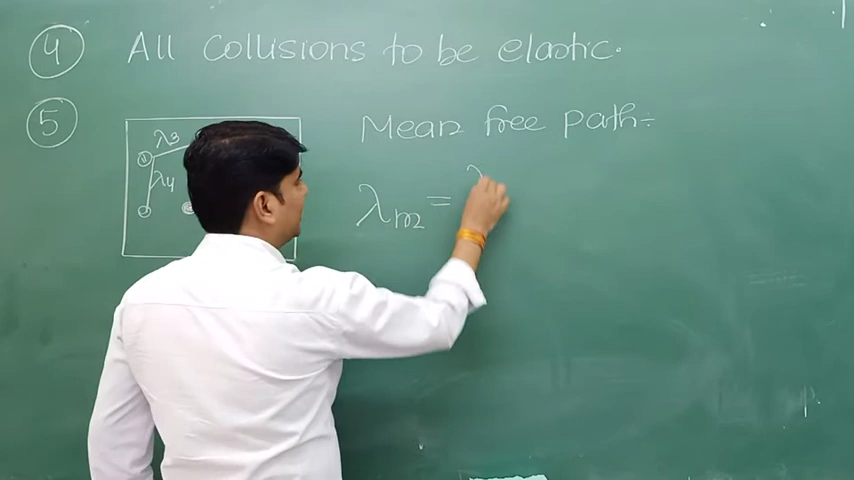 ④ All Collisions to be elastic.
⑤ Mean free path:-
λ3
λ4
λm = λ